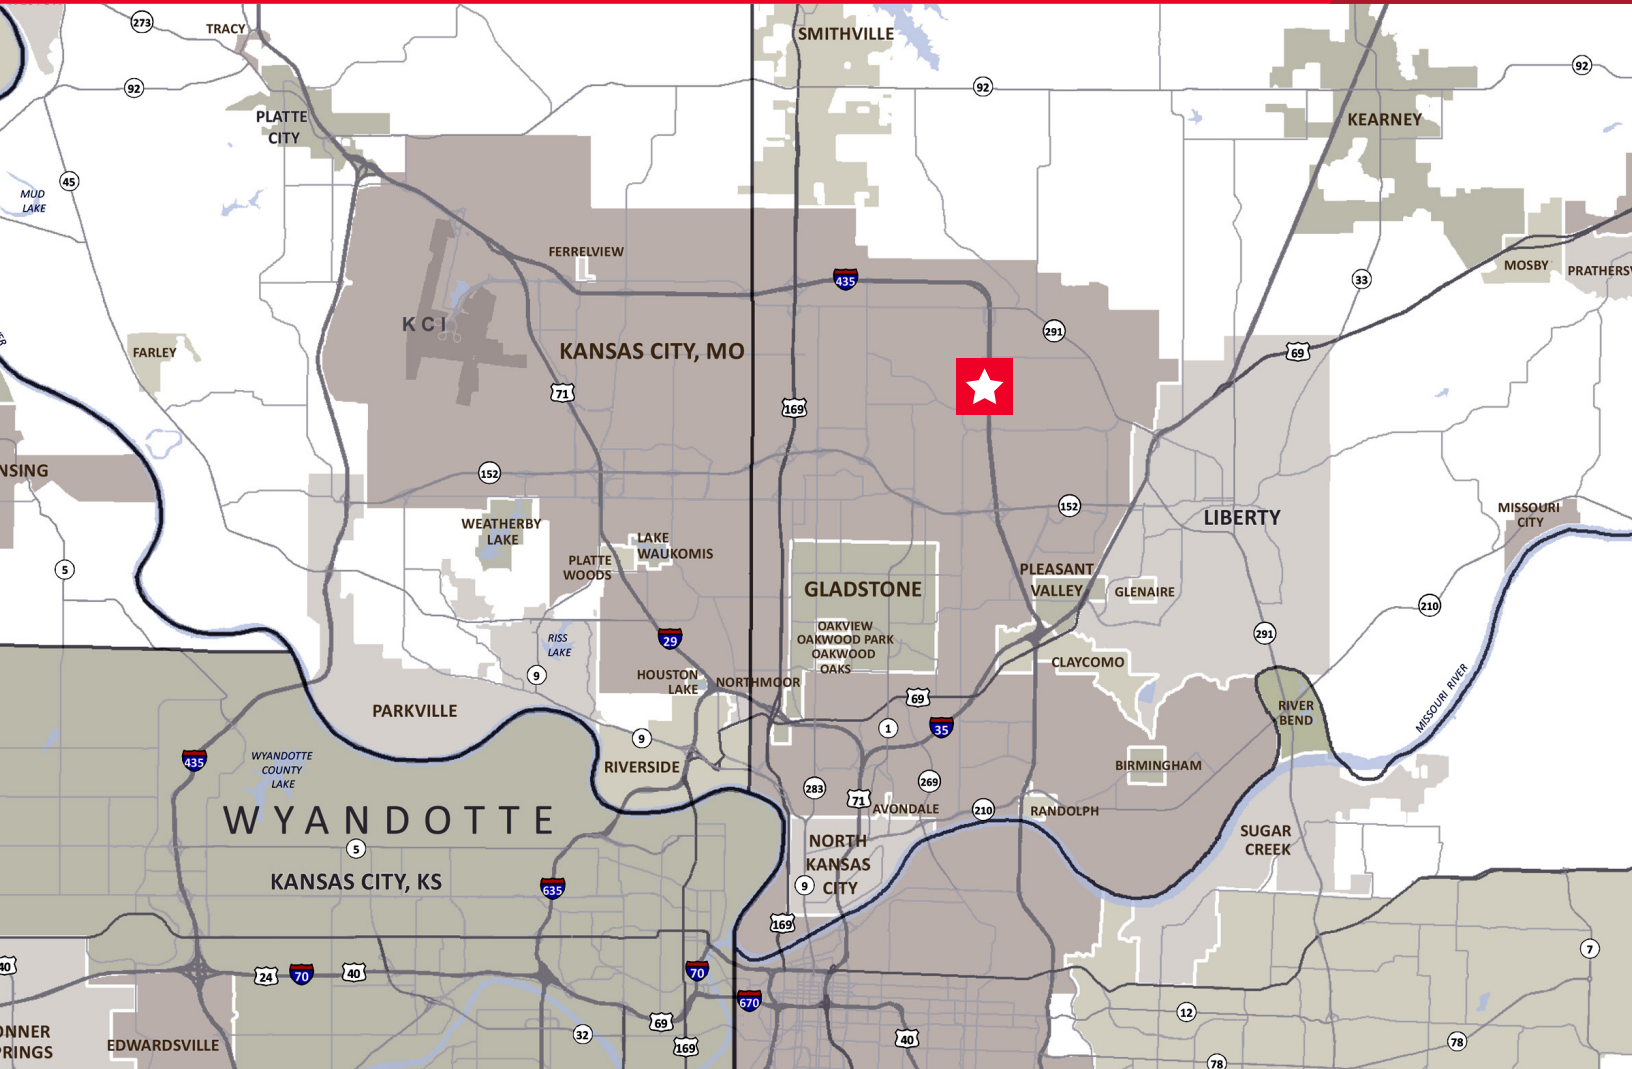 273
TRACY
SMITHVILLE
92
92
92
PLATTE
CITY
KEARNEY
45
MUD
LAKE
FERRELVIEW
MOSBY
435
33
KCI
291
FARLEY
KANSAS CITY, MO
69
71
169
152
152
LIBERTY
MISSOURI
CITY
WEATHERBY
LAKE
LAKE
WAUKOMIS
PLATTE
WOODS
5
PLEASANT
VALLEY
GLENAIRE
GLADSTONE
210
OAKVIEW
OAKWOOD PARK
OAKWOOD
OAKS
29
RISS
LAKE
291
CLAYCOMO
9
HOUSTON
LAKE
NORTHMOOR
69
MISSOURI RIVER
PARKVILLE
RIVER
BEND
1
35
9
435
WYANDOTTE
COUNTY
LAKE
RIVERSIDE
BIRMINGHAM
283
269
71
AVONDALE
210
RANDOLPH
WYANDOTTE
5
NORTH
KANSAS
CITY
SUGAR
CREEK
KANSAS CITY, KS
635
9
169
7
40
24
70
40
70
670
12
69
32
40
78
EDWARDSVILLE
169
78